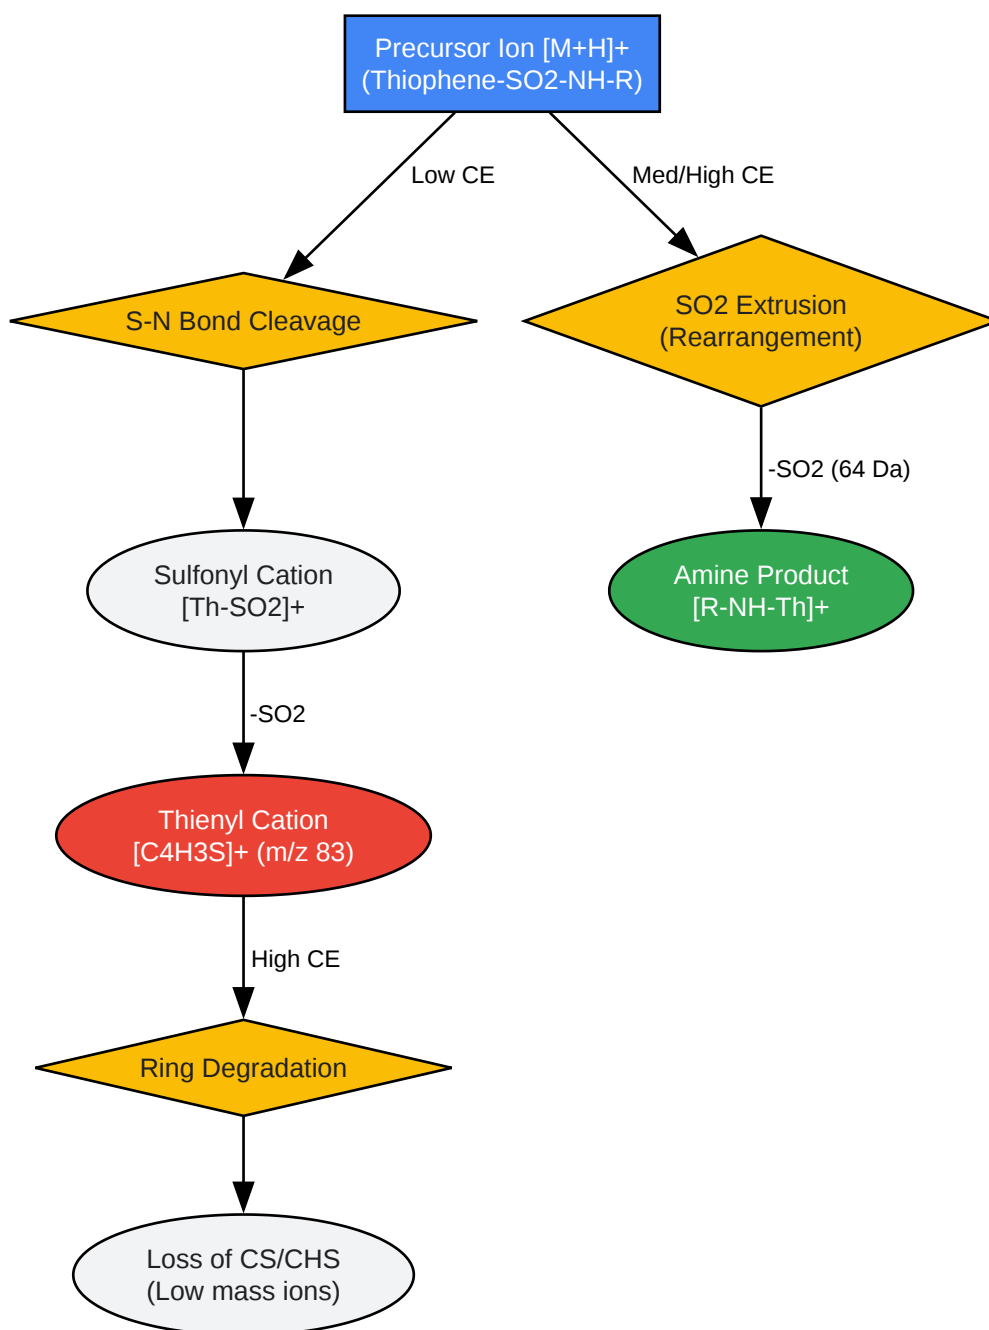 Precursor Ion [M+H]+
(Thiophene-SO2-NH-R)
Low CE
Med/High CE
S-N Bond Cleavage
SO2 Extrusion
(Rearrangement)
-SO2 (64 Da)
Sulfonyl Cation
[Th-SO2]+
Amine Product
[R-NH-Th]+
-SO2
Thienyl Cation
[C4H3S]+ (m/z 83)
High CE
Ring Degradation
Loss of CS/CHS
(Low mass ions)